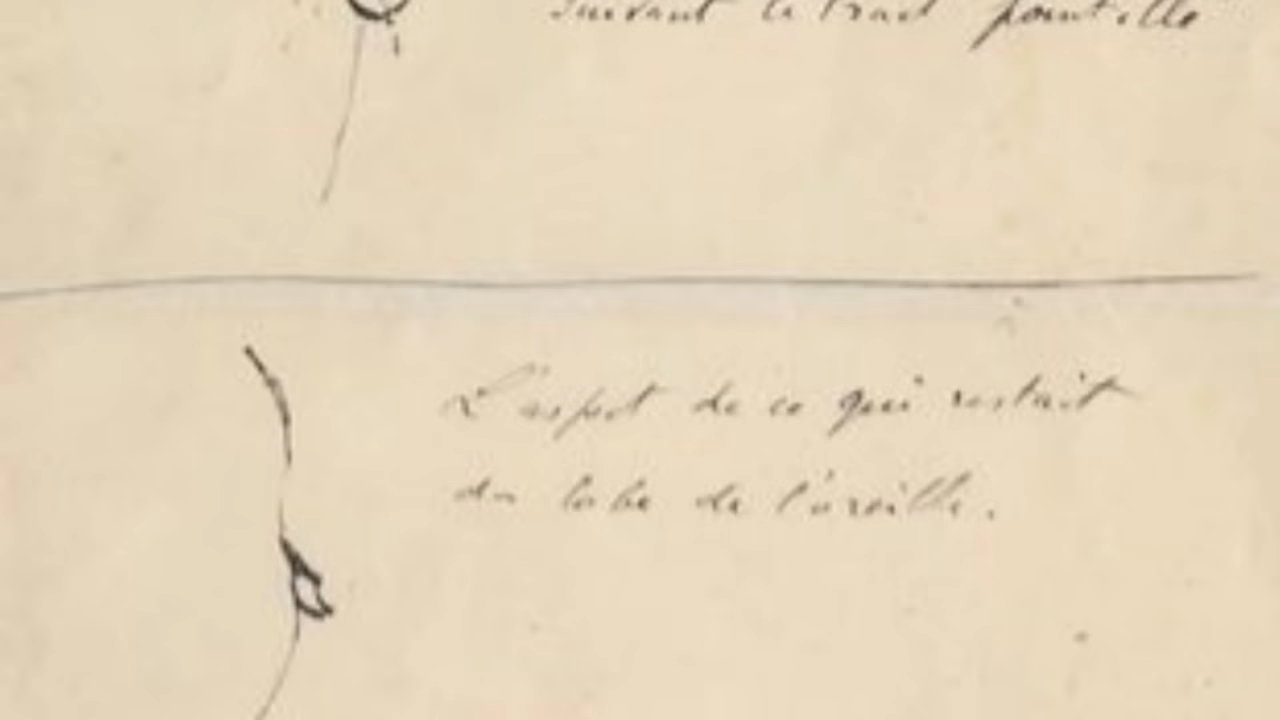 suivant le trait pointillé
L'aspect de ce qui restait
du lobe de l'oreille.